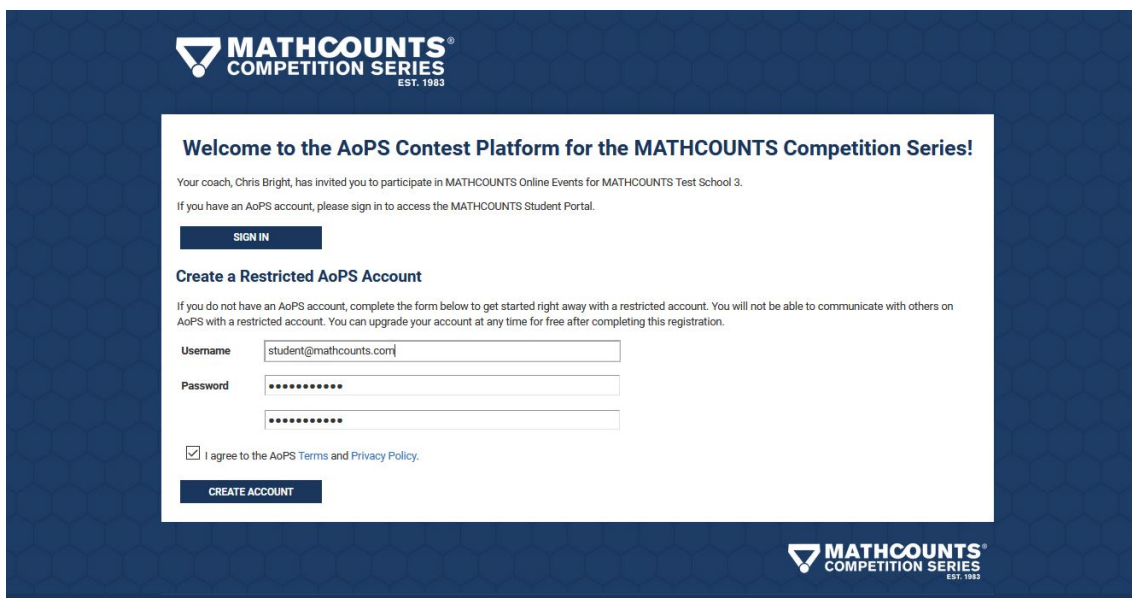 MATHCOUNTS®
COMPETITION SERIES
EST. 1983
Welcome to the AoPS Contest Platform for the MATHCOUNTS Competition Series!
Your coach, Chris Bright, has invited you to participate in MATHCOUNTS Online Events for MATHCOUNTS Test School 3.
If you have an AoPS account, please sign in to access the MATHCOUNTS Student Portal.
SIGN IN
Create a Restricted AoPS Account
If you do not have an AoPS account, complete the form below to get started right away with a restricted account. You will not be able to communicate with others on
AoPS with a restricted account. You can upgrade your account at any time for free after completing this registration.
Username student@mathcounts.com
Password •••••••••••
•••••••••••
I agree to the AoPS Terms and Privacy Policy.
CREATE ACCOUNT
MATHCOUNTS®
COMPETITION SERIES
EST. 1983